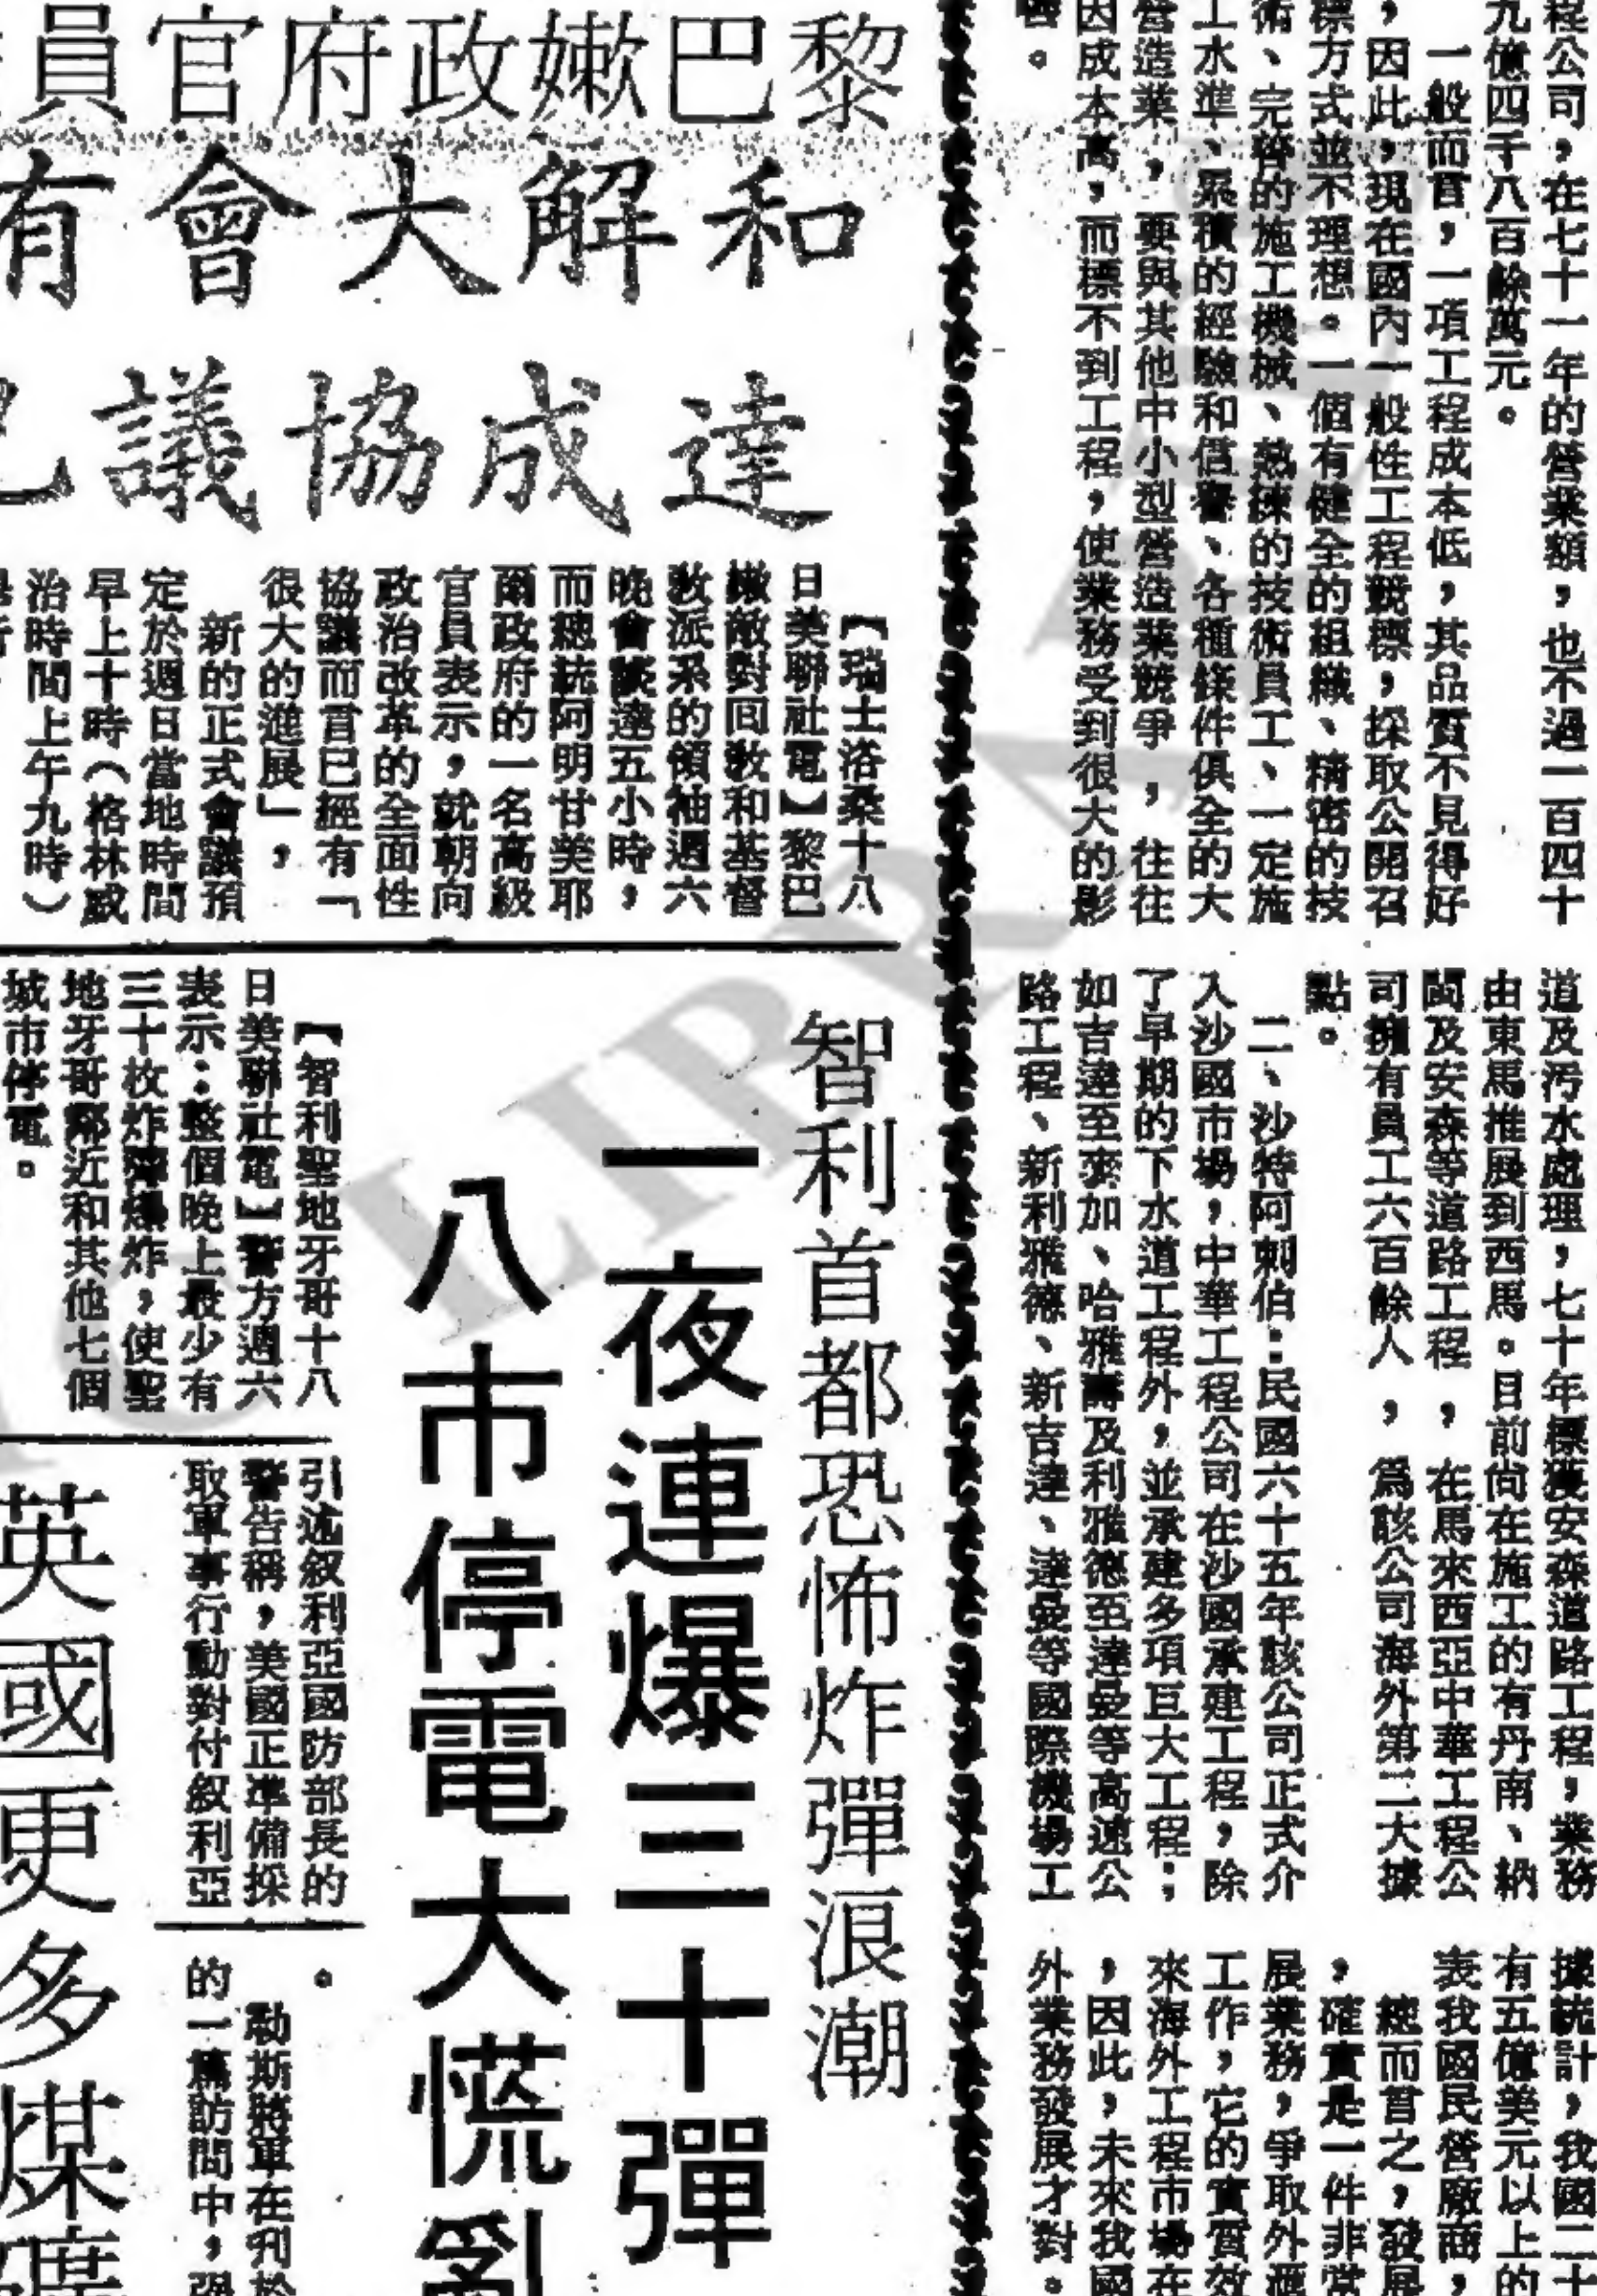 程公司，在七十一年的營業額，也不過一百四十
九億四千八百餘萬元。
一般而言，一項工程成本低，其品質不見得好
，因此，現在國內一般性工程競標，採取公開召
標方式並不理想。一個有健全的組織、精密的技
術、完善的施工機械、熟練的技術員工、一定施
工水準、累積的經驗和信譽、各種條件俱全的大
營造業，要與其他中小型營造業競爭，往往
因成本高，而標不到工程，使業務受到很大的影
響。
道及污水處理，七十年標獲安森道路工程，業務
由東馬推展到西馬。目前尚在施工的有丹南、納
閩及安森等道路工程，在馬來西亞中華工程公
司擁有員工六百餘人，爲該公司海外第二大據
點。
二、沙特阿剌伯：民國六十五年該公司正式介
入沙國市場，中華工程公司在沙國承建工程，除
了早期的下水道工程外，並承建多項巨大工程；
如吉達至麥加、哈雅壽及利雅德至達曼等高速公
路工程、新利雅德、新吉達、達曼等國際機場工
據統計，我國二十
有五億美元以上的
表我國民營廠商，
總而言之，發展
，確實是一件非常
展業務，爭取外匯
工作，它的實質效
來海外工程市場在
，因此，未來我國
外業務發展才對。
黎巴嫩政府官員
和解大會有
達成協議已
【瑞士洛桑十八
日美聯社電】黎巴
嫩敵對回教和基督
教派系的領袖週六
晚會談達五小時，
而總統阿明甘美耶
爾政府的一名高級
官員表示，就朝向
政治改革的全面性
協議而言已經有「
很大的進展」，
新的正式會議預
定於週日當地時間
早上十時（格林威
治時間上午九時）
智利首都恐怖炸彈浪潮
一夜連爆三十彈
八市停電大慌亂
【智利聖地牙哥十八
日美聯社電】警方週六
表示：整個晚上最少有
三十枚炸彈爆炸，使聖
地牙哥鄰近和其他七個
城市停電。
引述叙利亞國防部長的
警告稱，美國正準備採
取軍事行動對付叙利亞
。
勒斯將軍在刊於
的一篇訪問中，強
英國更多煤礦
LIBRA